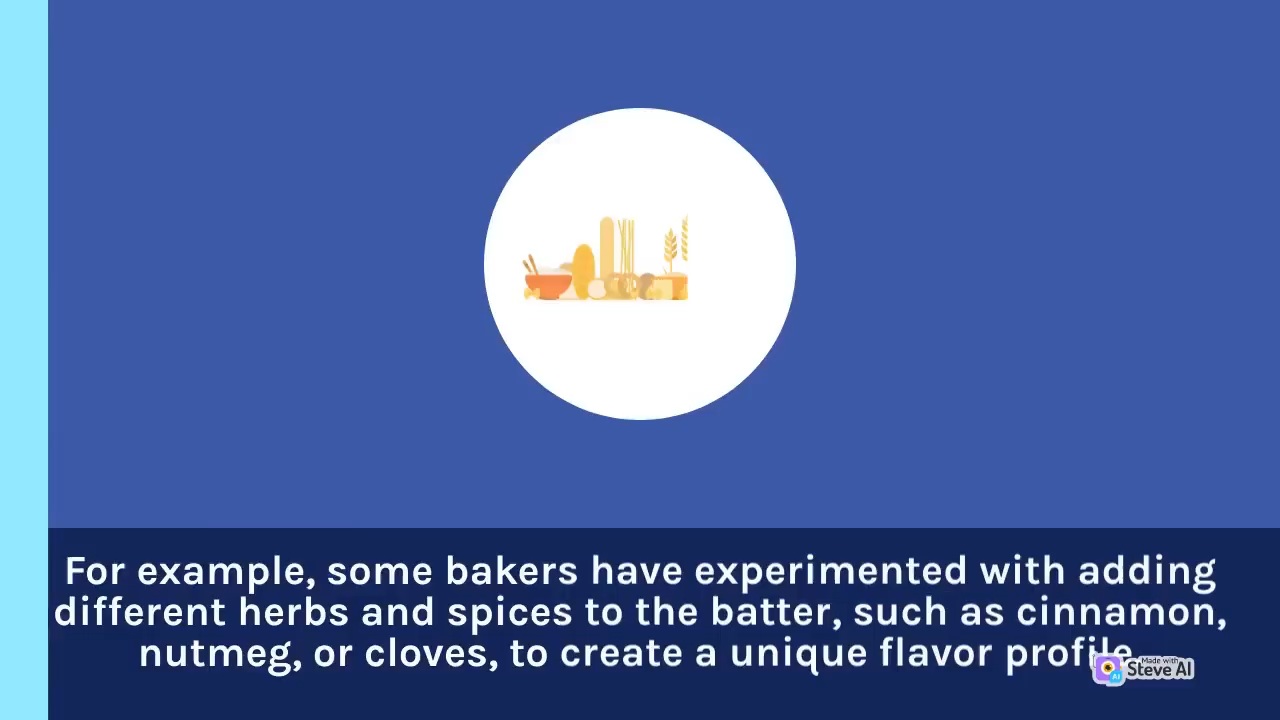 For example, some bakers have experimented with adding
different herbs and spices to the batter, such as cinnamon,
nutmeg, or cloves, to create a unique flavor profile
Made with
Steve AI
AI